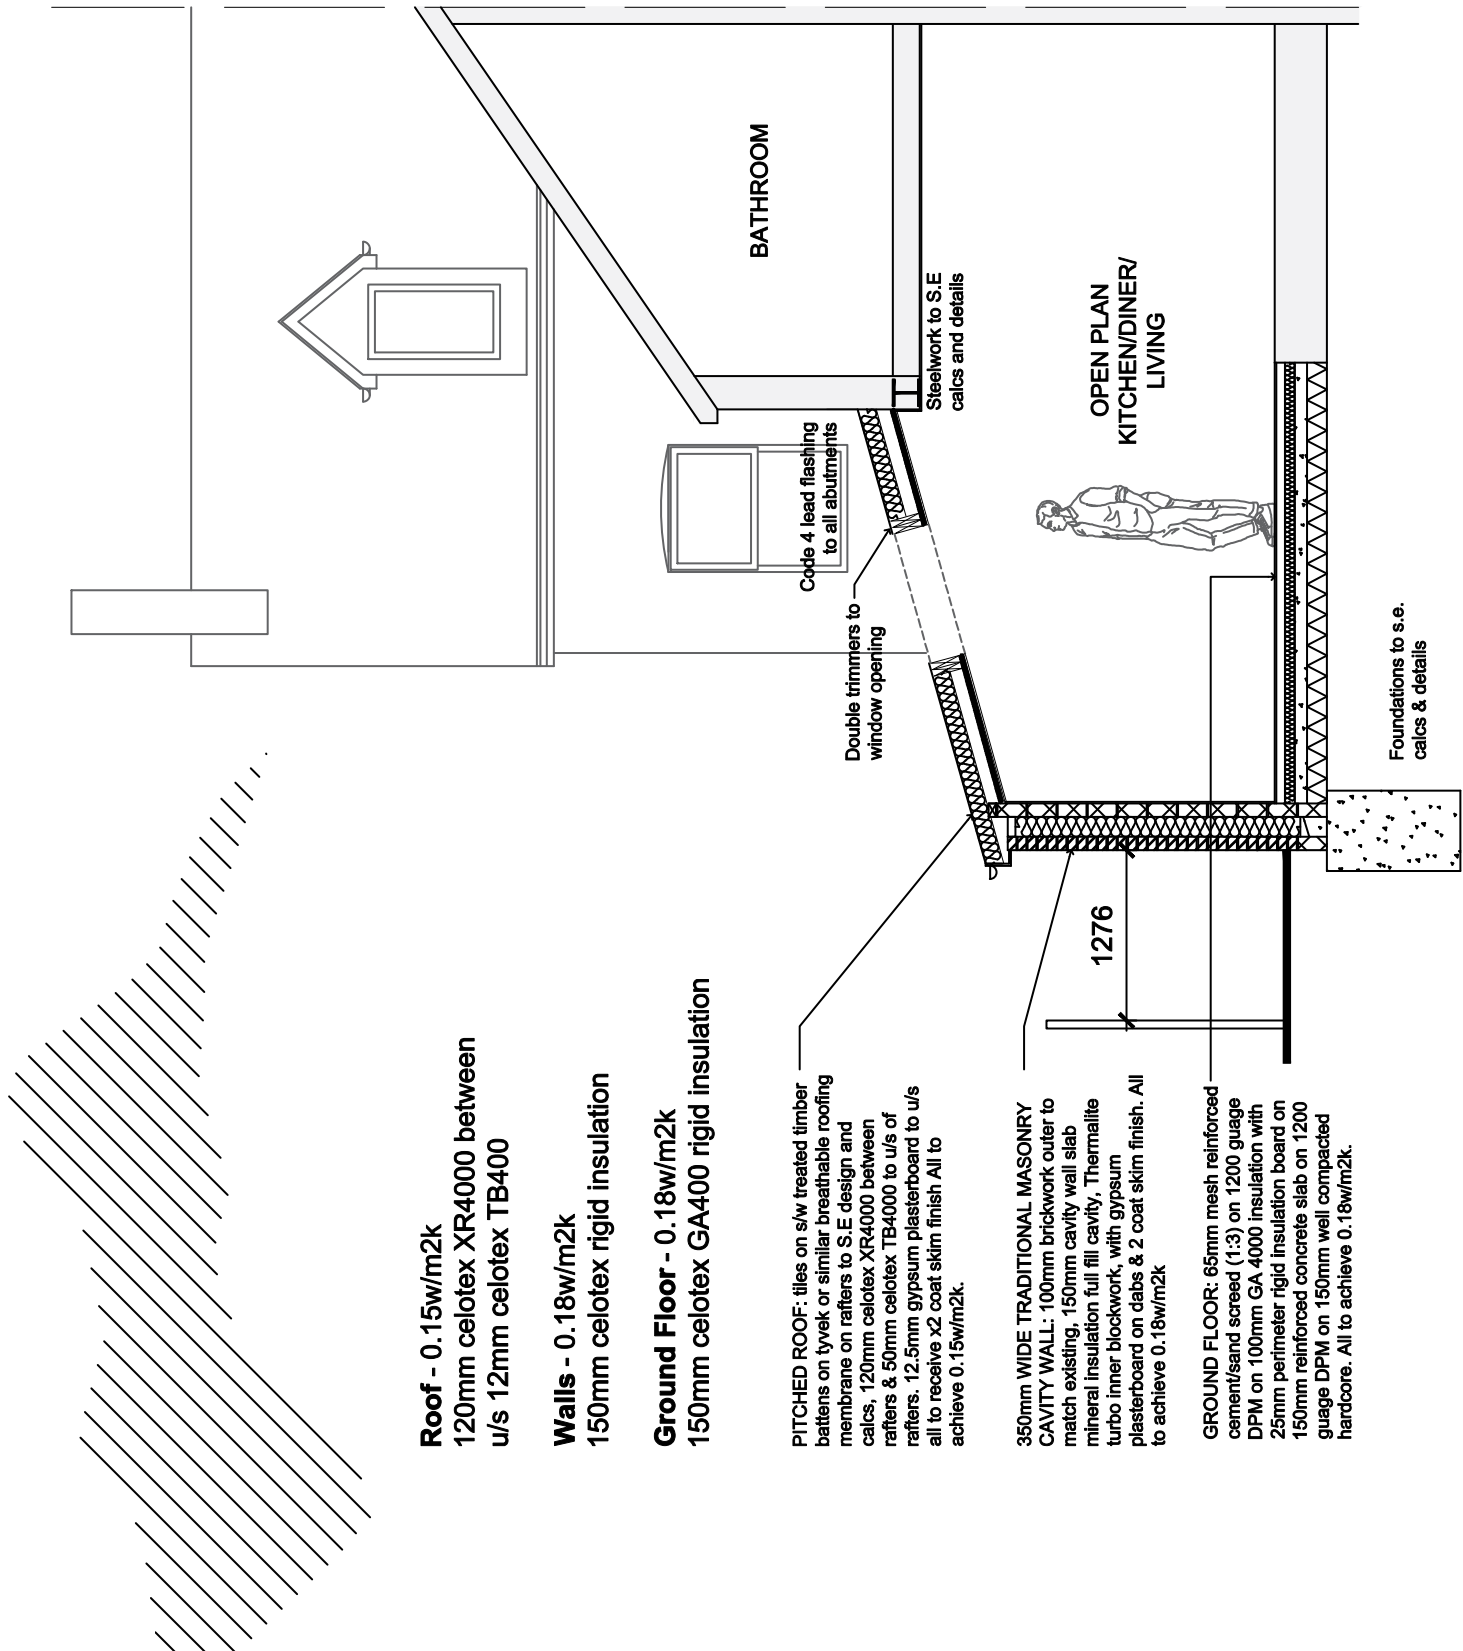 Roof - 0.15w/m2k
120mm celotex XR4000 between
u/s 12mm celotex TB400
Walls - 0.18w/m2k
150mm celotex rigid insulation
Ground Floor - 0.18w/m2k
150mm celotex GA400 rigid insulation
PITCHED ROOF: tiles on s/w treated timber
battens on tyvek or similar breathable roofing
membrane on rafters to S.E design and
calcs, 120mm celotex XR4000 between
rafters & 50mm celotex TB4000 to u/s of
rafters. 12.5mm gypsum plasterboard to u/s
all to receive x2 coat skim finish All to
achieve 0.15w/m2k.
350mm WIDE TRADITIONAL MASONRY
CAVITY WALL: 100mm brickwork outer to
match existing, 150mm cavity wall slab
mineral insulation full fill cavity, Thermalite
turbo inner blockwork, with gypsum
plasterboard on dabs & 2 coat skim finish. All
to achieve 0.18w/m2k
GROUND FLOOR: 65mm mesh reinforced
cement/sand screed (1:3) on 1200 guage
DPM on 100mm GA 4000 insulation with
25mm perimeter rigid insulation board on
150mm reinforced concrete slab on 1200
guage DPM on 150mm well compacted
hardcore. All to achieve 0.18w/m2k.
1276
Double trimmers to
window opening
Code 4 lead flashing
to all abutments
Steelwork to S.E
calcs and details
BATHROOM
OPEN PLAN
KITCHEN/DINER/
LIVING
Foundations to s.e.
calcs & details